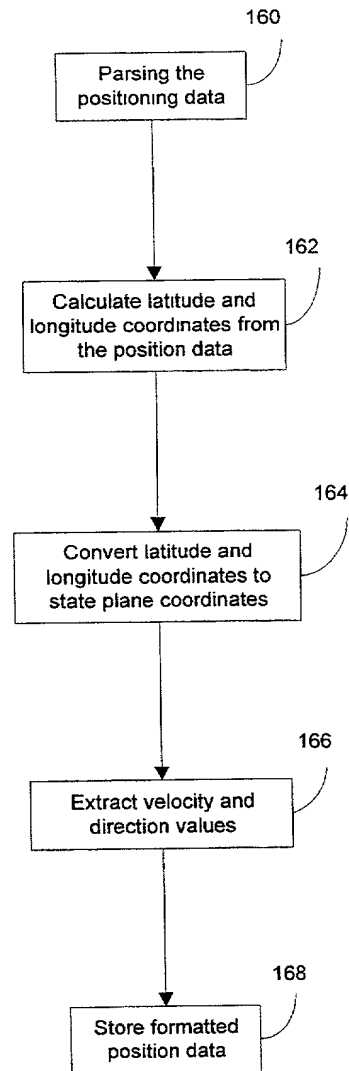 160
Parsing the
positioning data
162
Calculate latitude and
longitude coordinates from
the position data
164
Convert latitude and
longitude coordinates to
state plane coordinates
166
Extract velocity and
direction values
168
Store formatted
position data